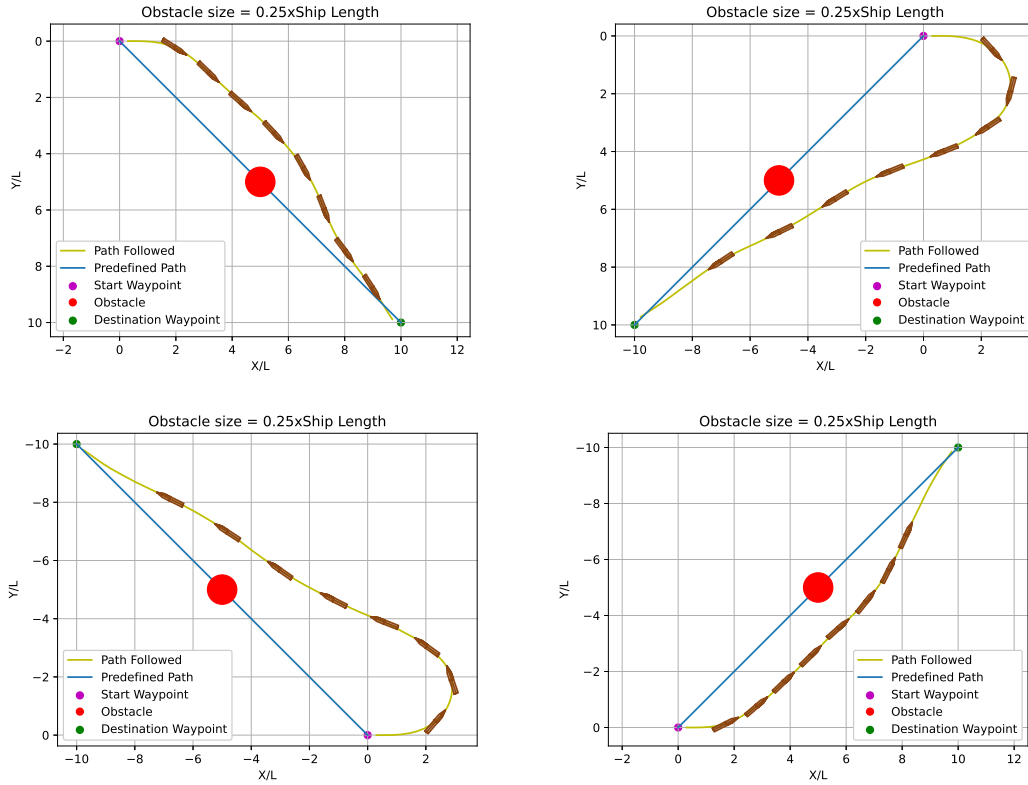 Obstacle size = 0.25xShip Length
0
2
4
6
8
10
Y/L
Path Followed
Predefined Path
Start Waypoint
Obstacle
Destination Waypoint
−2 0 2 4 6 8 10 12
X/L
Obstacle size = 0.25xShip Length
0
2
4
6
8
10
Y/L
Path Followed
Predefined Path
Start Waypoint
Obstacle
Destination Waypoint
−10 −8 −6 −4 −2 0 2
X/L
Obstacle size = 0.25xShip Length
−10
−8
−6
−4
−2
0
Y/L
Path Followed
Predefined Path
Start Waypoint
Obstacle
Destination Waypoint
−10 −8 −6 −4 −2 0 2
X/L
Obstacle size = 0.25xShip Length
−10
−8
−6
−4
−2
0
Y/L
Path Followed
Predefined Path
Start Waypoint
Obstacle
Destination Waypoint
−2 0 2 4 6 8 10 12
X/L